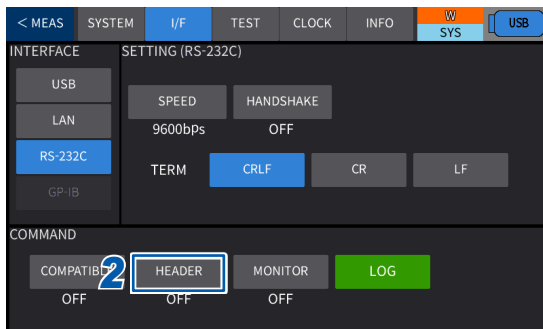 < MEAS SYSTEM I/F TEST CLOCK INFO W SYS USB
INTERFACE SETTING (RS-232C)
USB
SPEED HANDSHAKE
9600bps OFF
LAN
RS-232C
TERM CRLF CR LF
GP-IB
COMMAND
COMPATIBLE 2 HEADER MONITOR LOG
OFF OFF OFF